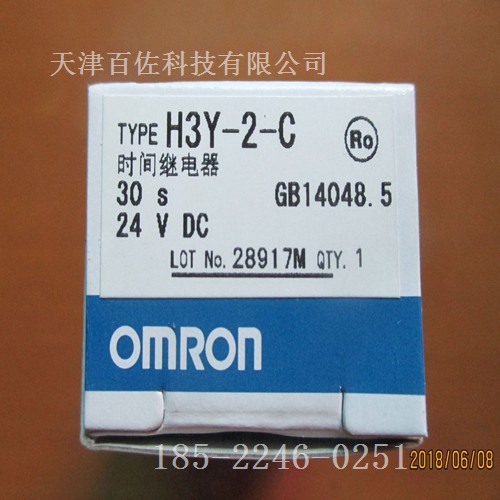 天津百佐科技有限公司
TYPE H3Y-2-C
Ro
时间继电器
30 s GB14048.5
24 V DC
LOT No. 28917M QTY. 1
OMRON
185 2246 0251
2018/06/08